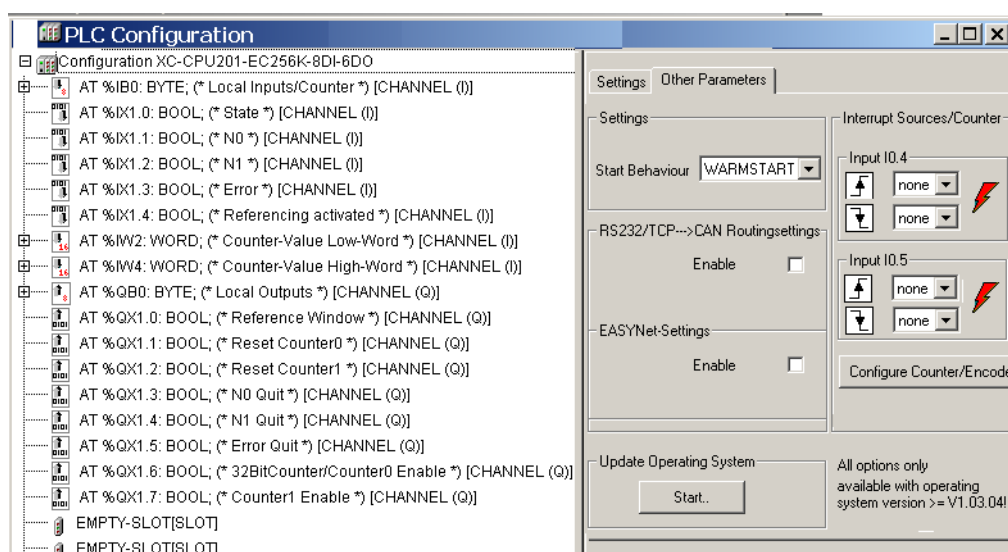 PLC Configuration
Configuration XC-CPU201-EC256K-8DI-6DO
AT %IB0: BYTE; (* Local Inputs/Counter *) [CHANNEL (I)]
AT %IX1.0: BOOL; (* State *) [CHANNEL (I)]
AT %IX1.1: BOOL; (* N0 *) [CHANNEL (I)]
AT %IX1.2: BOOL; (* N1 *) [CHANNEL (I)]
AT %IX1.3: BOOL; (* Error *) [CHANNEL (I)]
AT %IX1.4: BOOL; (* Referencing activated *) [CHANNEL (I)]
AT %IW2: WORD; (* Counter-Value Low-Word *) [CHANNEL (I)]
AT %IW4: WORD; (* Counter-Value High-Word *) [CHANNEL (I)]
AT %QB0: BYTE; (* Local Outputs *) [CHANNEL (Q)]
AT %QX1.0: BOOL; (* Reference Window *) [CHANNEL (Q)]
AT %QX1.1: BOOL; (* Reset Counter0 *) [CHANNEL (Q)]
AT %QX1.2: BOOL; (* Reset Counter1 *) [CHANNEL (Q)]
AT %QX1.3: BOOL; (* N0 Quit *) [CHANNEL (Q)]
AT %QX1.4: BOOL; (* N1 Quit *) [CHANNEL (Q)]
AT %QX1.5: BOOL; (* Error Quit *) [CHANNEL (Q)]
AT %QX1.6: BOOL; (* 32BitCounter/Counter0 Enable *) [CHANNEL (Q)]
AT %QX1.7: BOOL; (* Counter1 Enable *) [CHANNEL (Q)]
EMPTY-SLOT[SLOT]
EMPTY-SLOT[SLOT]
Settings
Other Parameters
Settings
Start Behaviour WARMSTART
RS232/TCP--->CAN Routingsettings
Enable
EASYNet-Settings
Enable
Update Operating System
Start..
Interrupt Sources/Counter
Input I0.4
none
none
Input I0.5
none
none
Configure Counter/Encode
All options only
available with operating
system version >= V1.03.04!